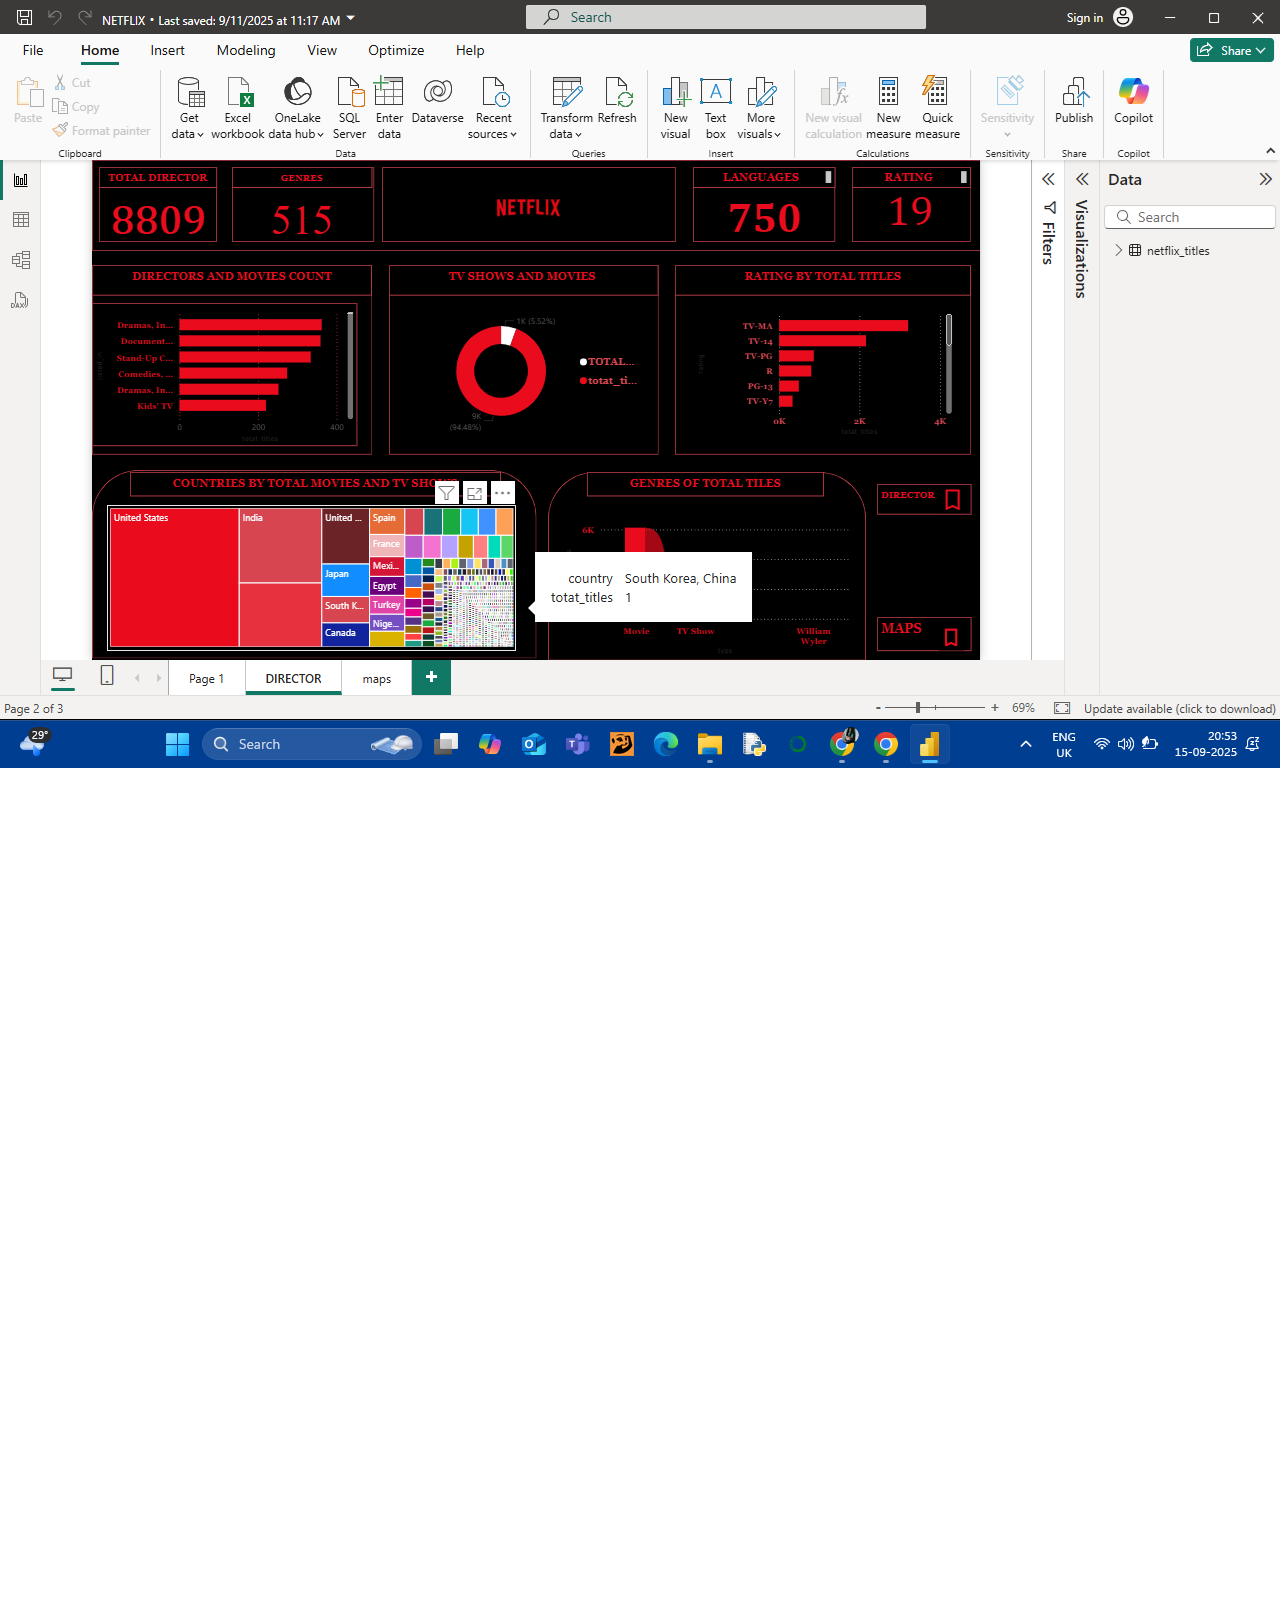 NETFLIX • Last saved: 9/11/2025 at 11:17 AM
Search
Sign in
File
Home
Insert
Modeling
View
Optimize
Help
Share
Paste
Cut
Copy
Format painter
Clipboard
Get data
Excel workbook
OneLake data hub
SQL Server
Enter data
Dataverse
Recent sources
Data
Transform data
Refresh
Queries
New visual
Text box
More visuals
Insert
New visual calculation
New measure
Quick measure
Calculations
Sensitivity
Sensitivity
Publish
Share
Copilot
Copilot
TOTAL DIRECTOR
8809
GENRES
515
NETFLIX
LANGUAGES
750
RATING
19
Filters
Visualizations
Data
Search
netflix_titles
DIRECTORS AND MOVIES COUNT
Dramas, In...
Document...
Stand-Up C,...
Comedies, ...
Dramas, In...
Kids' TV
0
200
400
total_titles
TV SHOWS AND MOVIES
1K (5.52%)
9K
(94.48%)
TOTAL...
totat_ti...
RATING BY TOTAL TITLES
TV-MA
TV-14
TV-PG
R
PG-13
TV-Y7
0K
2K
4K
COUNTRIES BY TOTAL MOVIES AND TV SHOWS
United States
India
United ...
Japan
South K...
Canada
Spain
France
Mexi...
Egypt
Turkey
Nige...
country South Korea, China
totat_titles 1
GENRES OF TOTAL TILES
6K
Movie
TV Show
William
Wyler
type
DIRECTOR
MAPS
Page 1
DIRECTOR
maps
+
Page 2 of 3
- + 69%
Update available (click to download)
29°
Search
ENG
UK
20:53
15-09-2025